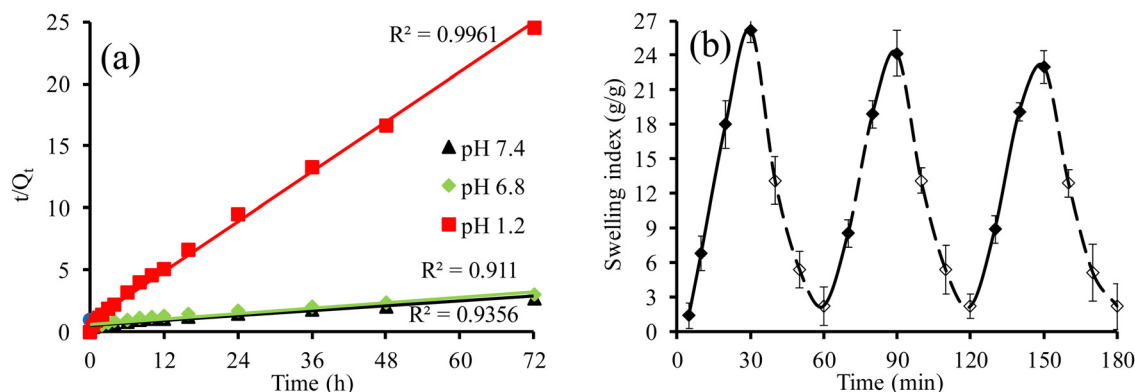 (a)
R² = 0.9961
25
20
15
10
5
0
t/Qt
pH 7.4
pH 6.8
pH 1.2
R² = 0.911
R² = 0.9356
0 12 24 36 48 60 72
Time (h)
(b)
27
24
21
18
15
12
9
6
3
0
Swelling index (g/g)
0 30 60 90 120 150 180
Time (min)